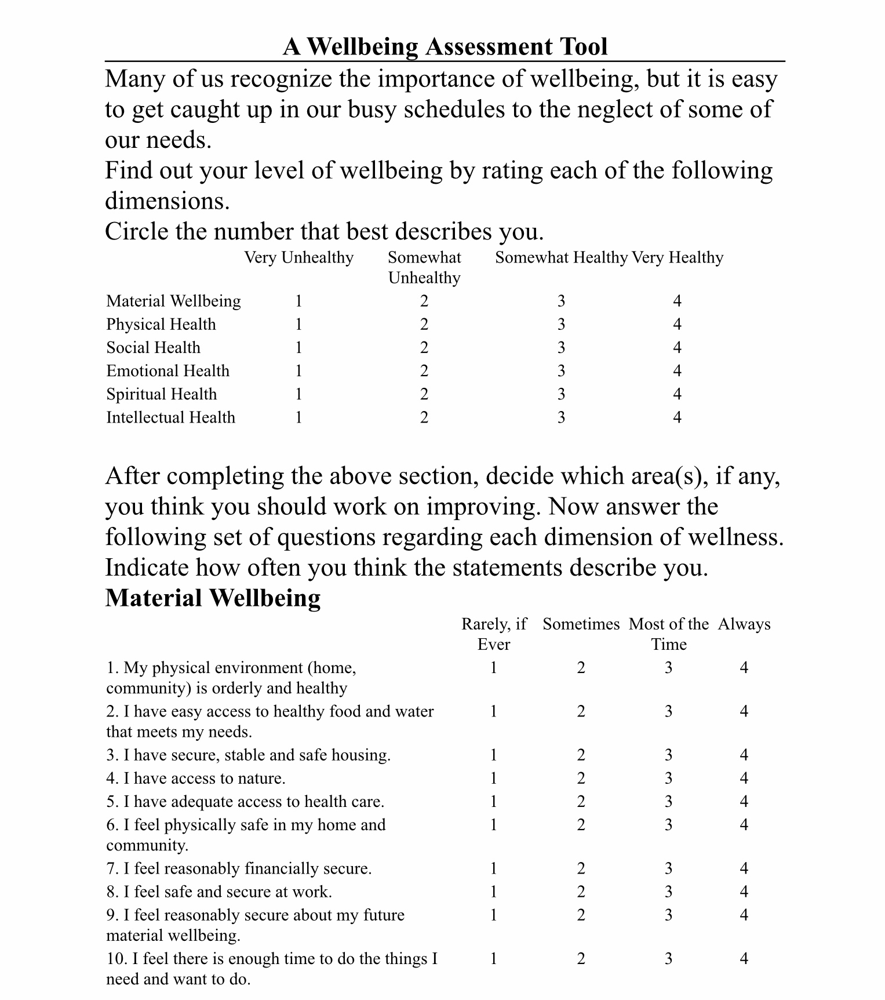 A Wellbeing Assessment Tool
Many of us recognize the importance of wellbeing, but it is easy
to get caught up in our busy schedules to the neglect of some of
our needs.
Find out your level of wellbeing by rating each of the following
dimensions.
Circle the number that best describes you.
Very Unhealthy Somewhat Somewhat Healthy Very Healthy
Unhealthy
Material Wellbeing 1 2 3 4
Physical Health 1 2 3 4
Social Health 1 2 3 4
Emotional Health 1 2 3 4
Spiritual Health 1 2 3 4
Intellectual Health 1 2 3 4
After completing the above section, decide which area(s), if any,
you think you should work on improving. Now answer the
following set of questions regarding each dimension of wellness.
Indicate how often you think the statements describe you.
Material Wellbeing
Rarely, if Sometimes Most of the Always
Ever Time
1. My physical environment (home, 1 2 3 4
community) is orderly and healthy
2. I have easy access to healthy food and water 1 2 3 4
that meets my needs.
3. I have secure, stable and safe housing. 1 2 3 4
4. I have access to nature. 1 2 3 4
5. I have adequate access to health care. 1 2 3 4
6. I feel physically safe in my home and 1 2 3 4
community.
7. I feel reasonably financially secure. 1 2 3 4
8. I feel safe and secure at work. 1 2 3 4
9. I feel reasonably secure about my future 1 2 3 4
material wellbeing.
10. I feel there is enough time to do the things I 1 2 3 4
need and want to do.